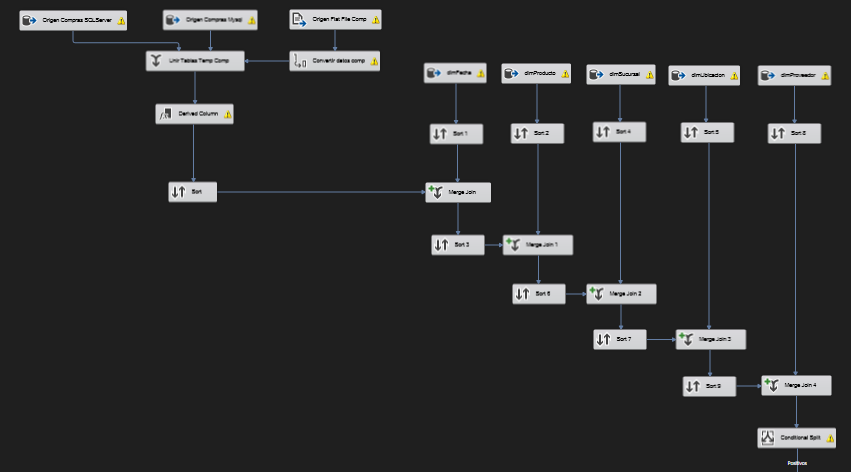 Origen Compras SCLServer
Origen Compras Mysql
Origen Flat File Comp
Unir Tablas Temp Comp
Convertir datos comp
dimFecha
dimProducto
dimSucursal
dimUbicacion
dimProveedor
Derived Column
Sort 1
Sort 2
Sort 4
Sort 5
Sort 8
Sort
Merge Join
Sort 3
Merge Join 1
Sort 6
Merge Join 2
Sort 7
Merge Join 3
Sort 9
Merge Join 4
Conditional Split
Positivos